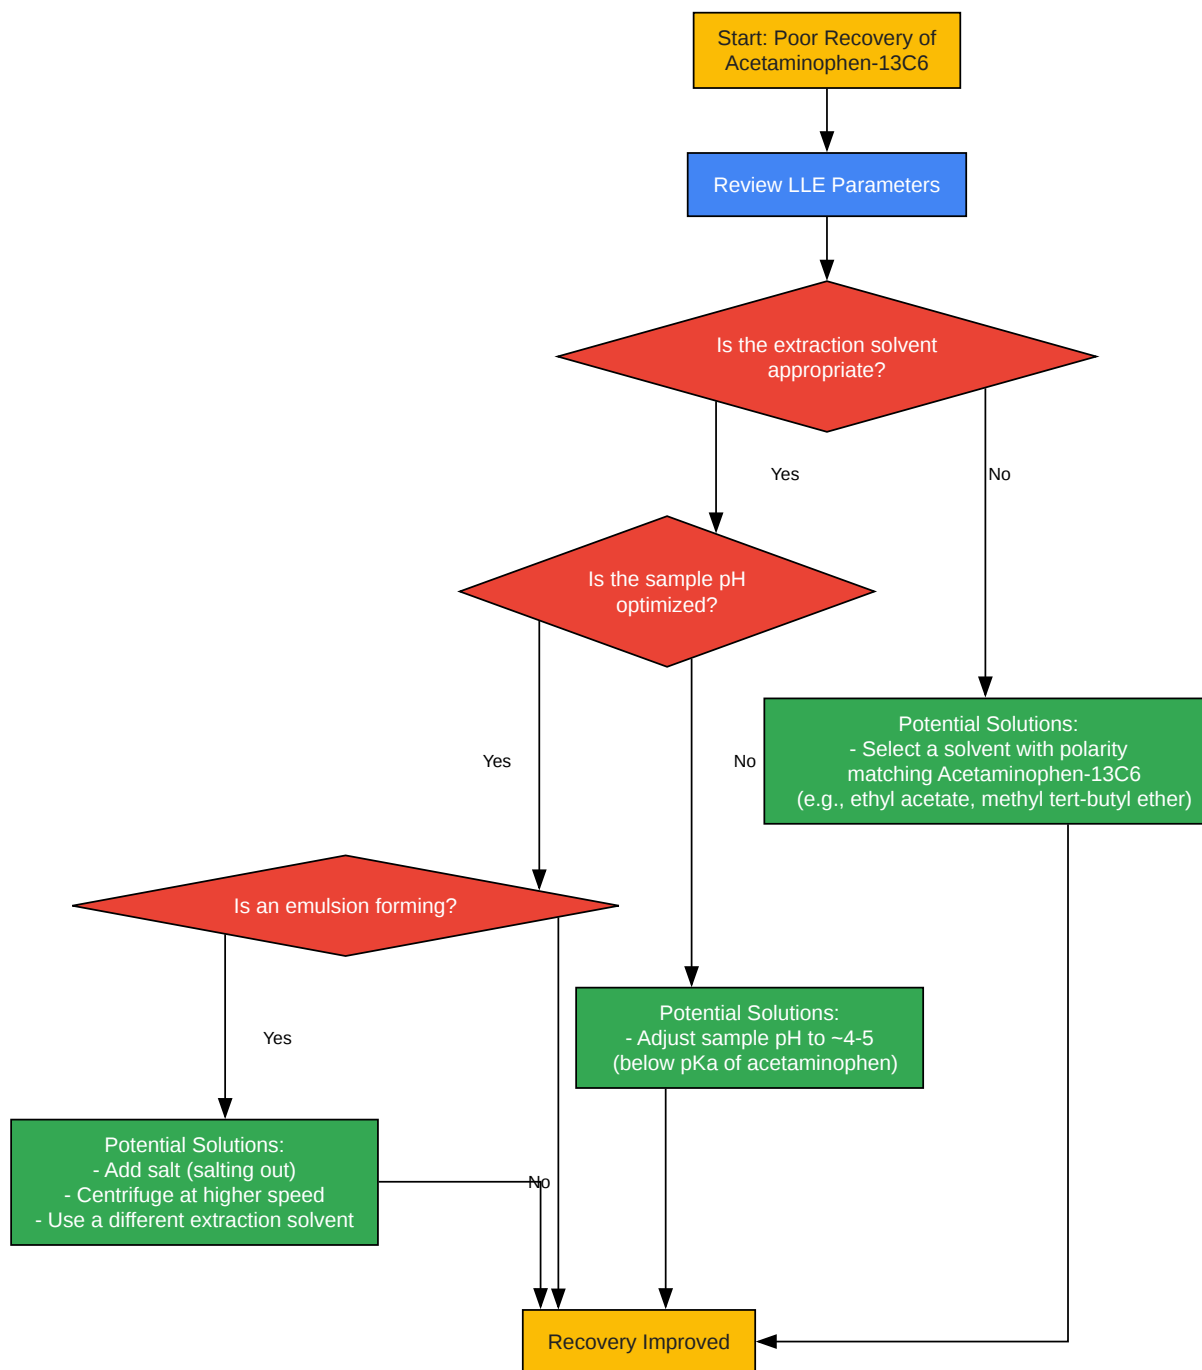 Start: Poor Recovery of
Acetaminophen-13C6
Review LLE Parameters
Is the extraction solvent
appropriate?
Yes
No
Is the sample pH
optimized?
Potential Solutions:
- Select a solvent with polarity
matching Acetaminophen-13C6
(e.g., ethyl acetate, methyl tert-butyl ether)
Yes
No
Is an emulsion forming?
Potential Solutions:
- Adjust sample pH to ~4-5
(below pKa of acetaminophen)
Yes
Potential Solutions:
- Add salt (salting out)
- Centrifuge at higher speed
- Use a different extraction solvent
No
Recovery Improved